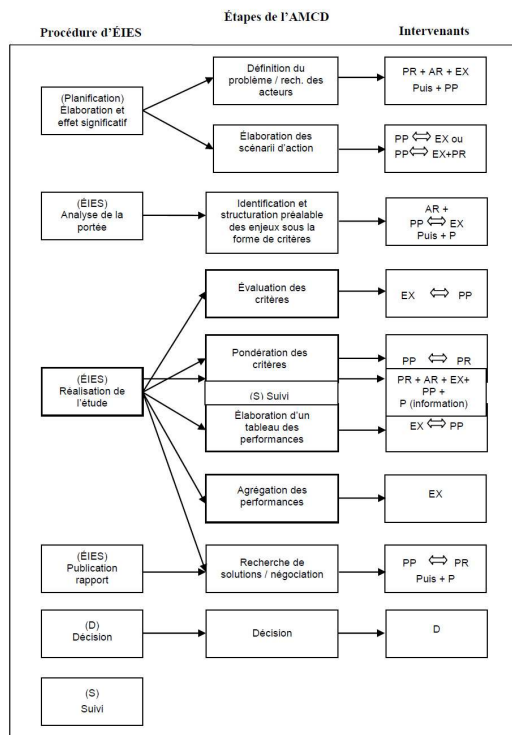 Procédure d'ÉIES
Étapes de l'AMCD
Intervenants
(Planification)
Élaboration et
effet significatif
Définition du
problème / rech. des
acteurs
PR + AR + EX
Puis + PP
Élaboration des
scénarii d'action
PP ⇔ EX ou
PP ⇔ EX+PR
(ÉIES)
Analyse de la
portée
Identification et
structuration préalable
des enjeux sous la
forme de critères
AR +
PP ⇔ EX
Puis + P
(ÉIES)
Réalisation de
l'étude
Évaluation des
critères
EX ⇔ PP
Pondération des
critères
PP ⇔ PR
(S) Suivi
PR + AR + EX+
PP +
P (information)
Élaboration d'un
tableau des
performances
EX ⇔ PP
Agrégation des
performances
EX
(ÉIES)
Publication
rapport
Recherche de
solutions / négociation
PP ⇔ PR
Puis + P
(D)
Décision
Décision
D
(S)
Suivi